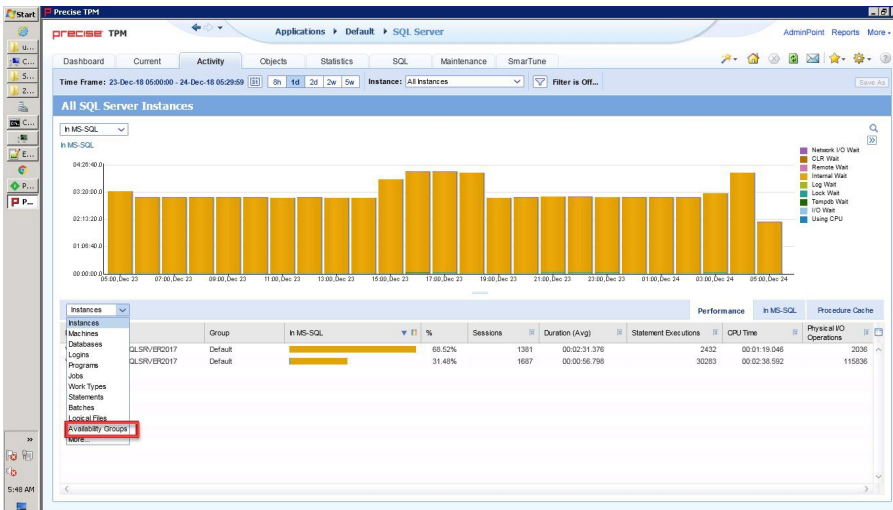 Start
Precise TPM
precise TPM
Applications Default SQL Server
AdminPoint Reports More
Dashboard Current Activity Objects Statistics SQL Maintenance SmarTune
Time Frame: 23-Dec-18 05:00:00 - 24-Dec-18 05:29:59 8h 1d 2d 2w 5w Instance: All Instances Filter is Off... Save As
All SQL Server Instances
In MS-SQL
In MS-SQL
04:26:40.0
03:20:00.0
02:13:20.0
01:06:40.0
00:00:00.0
05:00,Dec 23 07:00,Dec 23 09:00,Dec 23 11:00,Dec 23 13:00,Dec 23 15:00,Dec 23 17:00,Dec 23 19:00,Dec 23 21:00,Dec 23 23:00,Dec 23 01:00,Dec 24 03:00,Dec 24 05:00,Dec 24
Network I/O Wait
CLR Wait
Remote Wait
Internal Wait
Log Wait
Lock Wait
Tempdb Wait
I/O Wait
Using CPU
Instances
Performance In MS-SQL Procedure Cache
Group In MS-SQL % Sessions Duration (Avg) Statement Executions CPU Time Physical I/O Operations
QLSRVER2017 Default 68.52% 1381 00:02:31.376 2432 00:01:19.046 2036
QLSRVER2017 Default 31.48% 1687 00:00:56.798 30283 00:02:38.592 115836
Instances
Machines
Databases
Logins
Programs
Jobs
Work Types
Statements
Batches
Logical Files
Availability Groups
More...
u...
C...
S...
2...
C...
E...
P...
P...
5:48 AM